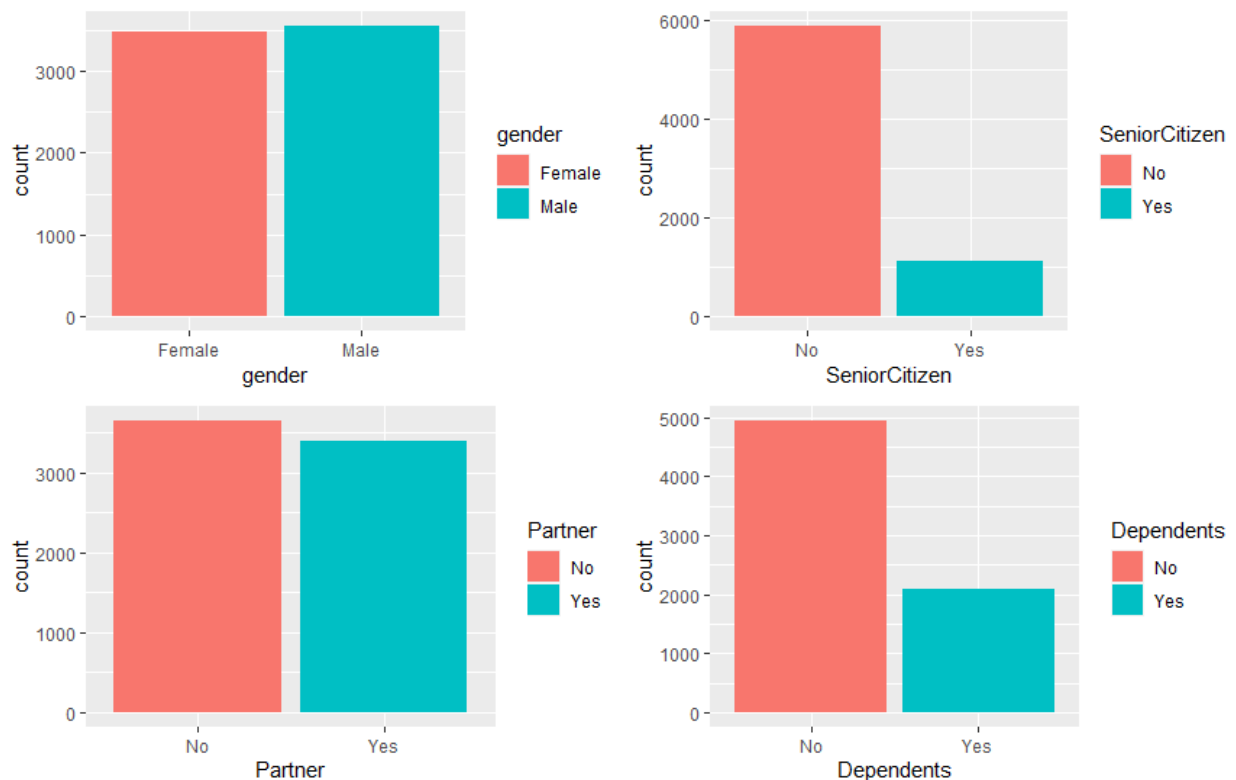 count
3000
2000
1000
0
Female
Male
gender
gender
Female
Male
count
6000
4000
2000
0
No
Yes
SeniorCitizen
SeniorCitizen
No
Yes
count
3000
2000
1000
0
No
Yes
Partner
Partner
No
Yes
count
5000
4000
3000
2000
1000
0
No
Yes
Dependents
Dependents
No
Yes